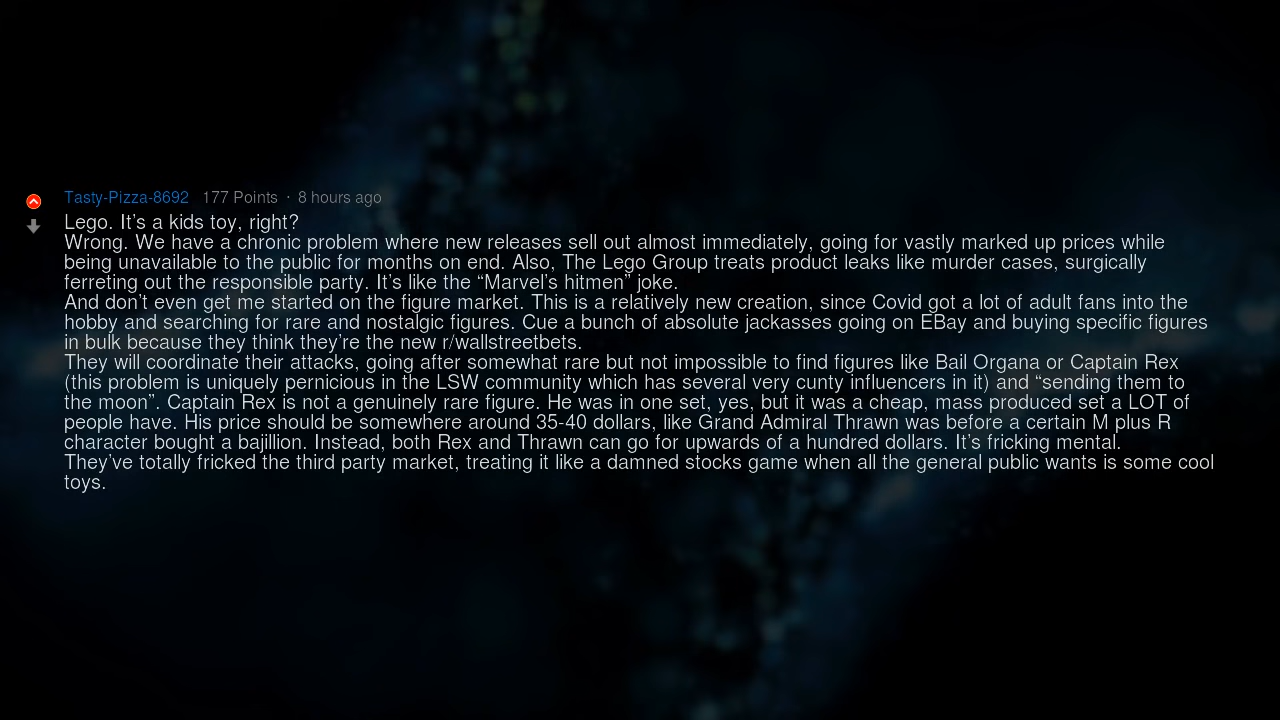 Tasty-Pizza-8692 177 Points · 8 hours ago
Lego. It’s a kids toy, right?
Wrong. We have a chronic problem where new releases sell out almost immediately, going for vastly marked up prices while
being unavailable to the public for months on end. Also, The Lego Group treats product leaks like murder cases, surgically
ferreting out the responsible party. It’s like the “Marvel’s hitmen” joke.
And don’t even get me started on the figure market. This is a relatively new creation, since Covid got a lot of adult fans into the
hobby and searching for rare and nostalgic figures. Cue a bunch of absolute jackasses going on EBay and buying specific figures
in bulk because they think they’re the new r/wallstreetbets.
They will coordinate their attacks, going after somewhat rare but not impossible to find figures like Bail Organa or Captain Rex
(this problem is uniquely pernicious in the LSW community which has several very cunty influencers in it) and “sending them to
the moon”. Captain Rex is not a genuinely rare figure. He was in one set, yes, but it was a cheap, mass produced set a LOT of
people have. His price should be somewhere around 35-40 dollars, like Grand Admiral Thrawn was before a certain M plus R
character bought a bajillion. Instead, both Rex and Thrawn can go for upwards of a hundred dollars. It’s fricking mental.
They’ve totally fricked the third party market, treating it like a damned stocks game when all the general public wants is some cool
toys.